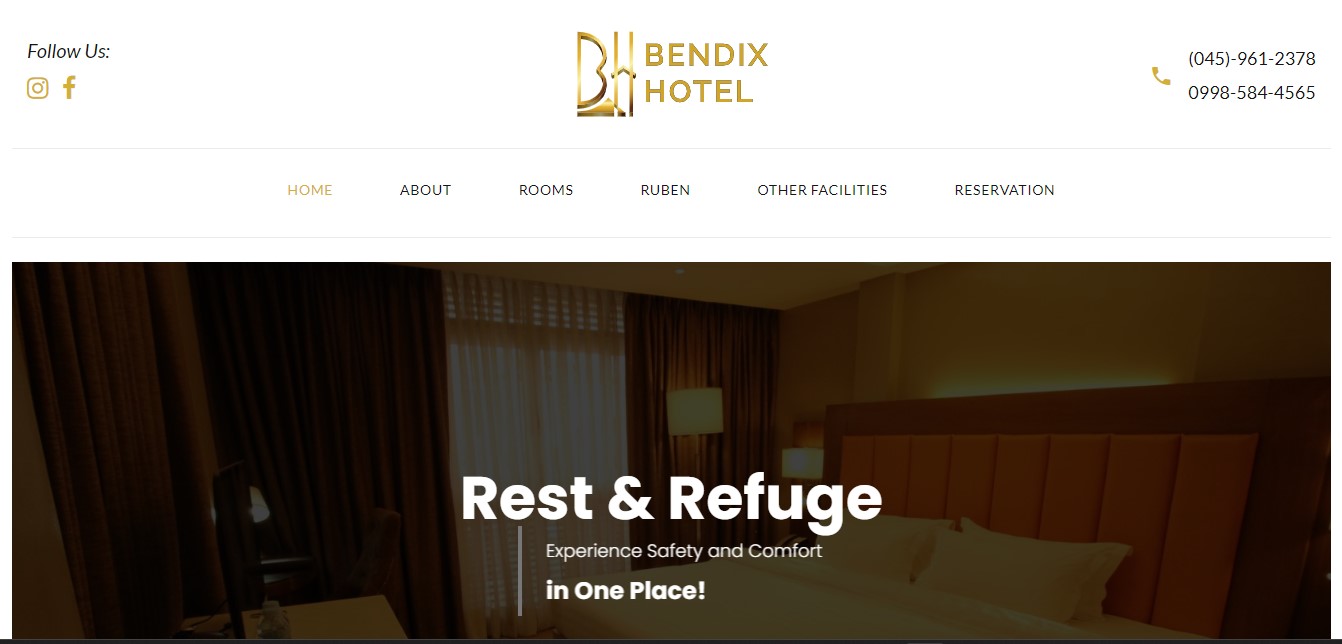 Follow Us:
BH BENDIX
HOTEL
(045)-961-2378
0998-584-4565
HOME ABOUT ROOMS RUBEN OTHER FACILITIES RESERVATION
Rest & Refuge
Experience Safety and Comfort
in One Place!